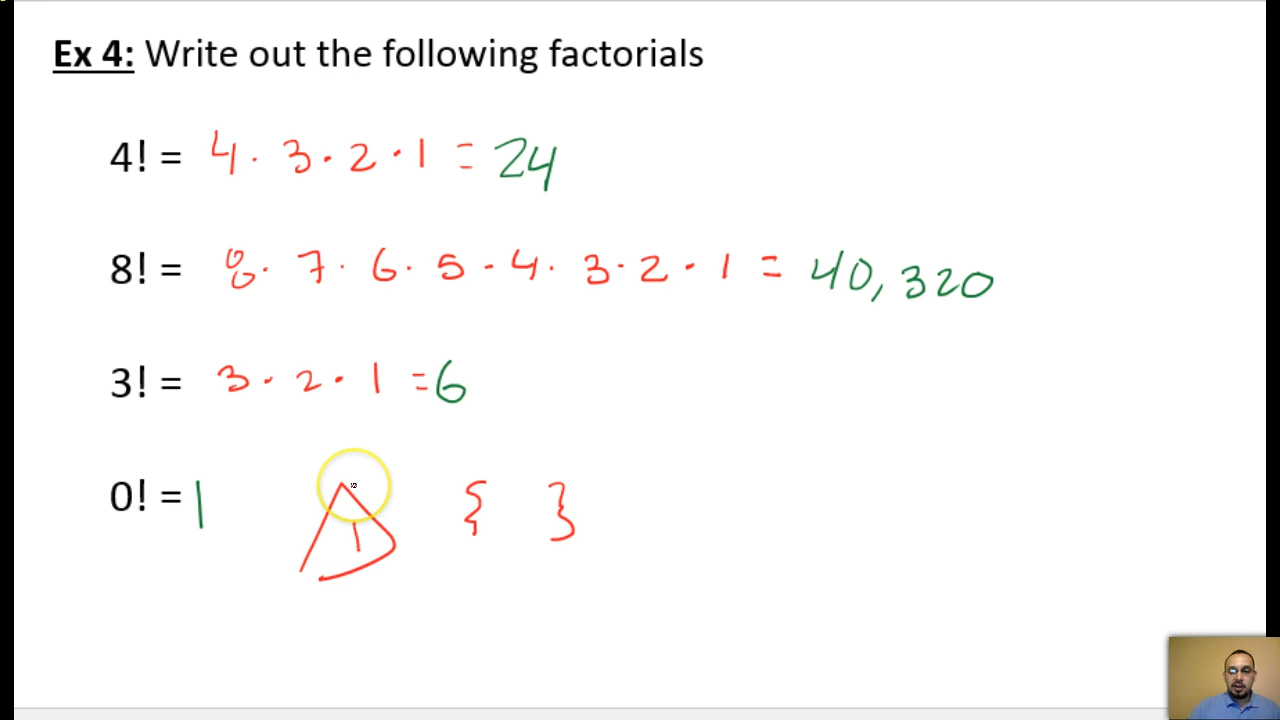 Ex 4: Write out the following factorials
4! = 4 · 3 · 2 · 1 = 24
8! = 8 · 7 · 6 · 5 · 4 · 3 · 2 · 1 = 40,320
3! = 3 · 2 · 1 = 6
0! = 1 { }